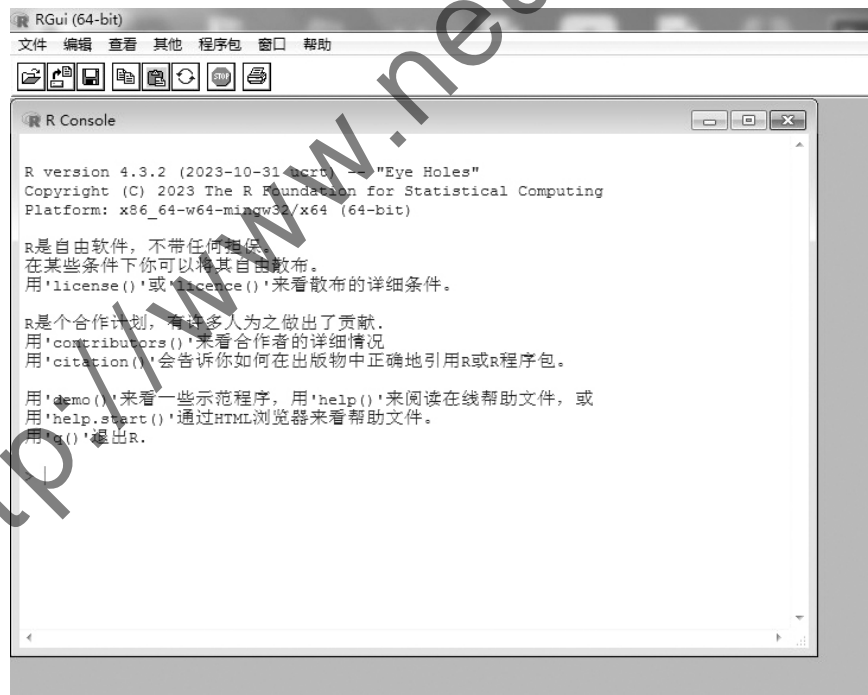 RGui (64-bit)
文件 编辑 查看 其他 程序包 窗口 帮助
STOP
R Console
R version 4.3.2 (2023-10-31 ucrt) -- "Eye Holes"
Copyright (C) 2023 The R Foundation for Statistical Computing
Platform: x86_64-w64-mingw32/x64 (64-bit)
R是自由软件，不带任何担保。
在某些条件下你可以将其自由散布。
用'license()'或'licence()'来看散布的详细条件。
R是个合作计划，有许多人为之做出了贡献.
用'contributors()'来看合作者的详细情况
用'citation()'会告诉你如何在出版物中正确地引用R或R程序包。
用'demo()'来看一些示范程序，用'help()'来阅读在线帮助文件，或
用'help.start()'通过HTML浏览器来看帮助文件。
用'q()'退出R.
>
tp://www.nec